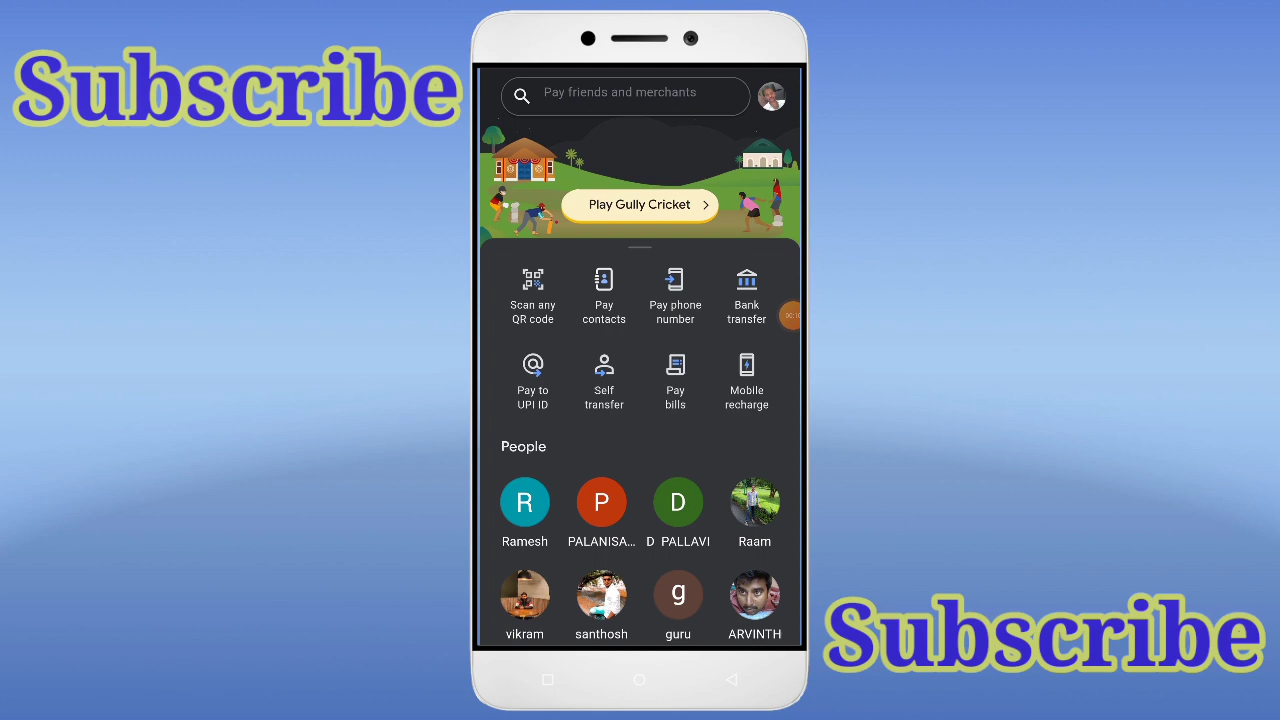 Subscribe
Pay friends and merchants
Play Gully Cricket
Scan any
QR code
Pay
contacts
Pay phone
number
Bank
transfer
Pay to
UPI ID
Self
transfer
Pay
bills
Mobile
recharge
People
R
P
D
Ramesh
PALANISA...
D PALLAVI
Raam
g
vikram
santhosh
guru
ARVINTH
Subscribe